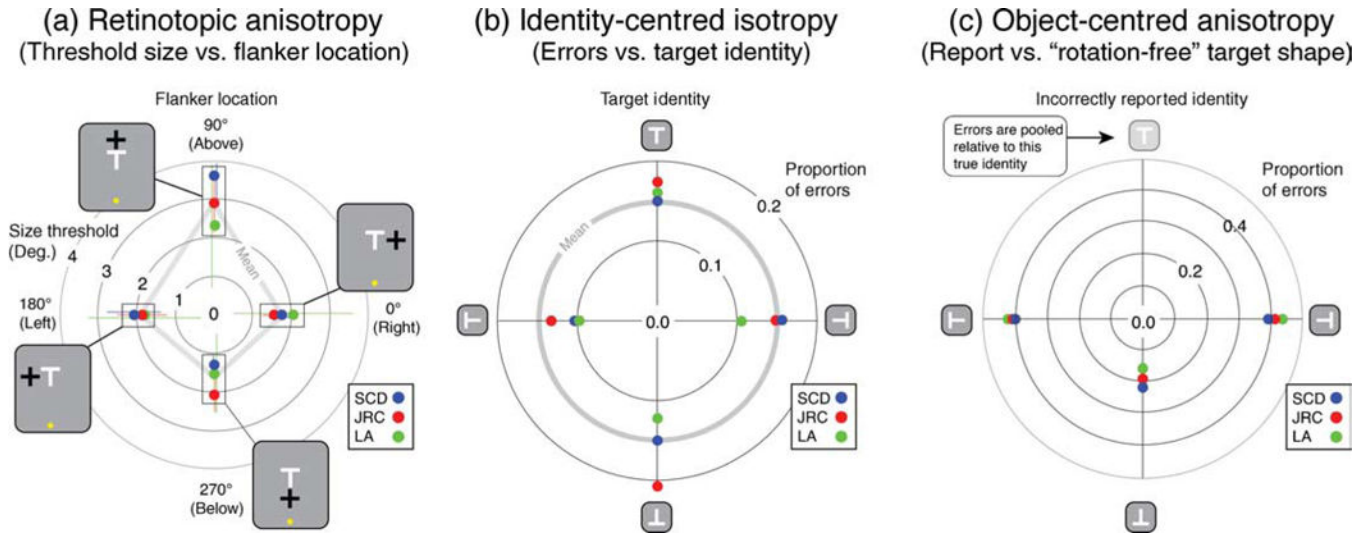 (a) Retinotopic anisotropy
(Threshold size vs. flanker location)
Flanker location
90°
(Above)
Size threshold
(Deg.)
4
3
2
1
0
Mean
180°
(Left)
0°
(Right)
270°
(Below)
SCD
JRC
LA
(b) Identity-centred isotropy
(Errors vs. target identity)
Target identity
Proportion
of errors
0.2
0.1
0.0
Mean
SCD
JRC
LA
(c) Object-centred anisotropy
(Report vs. “rotation-free” target shape)
Incorrectly reported identity
Errors are pooled
relative to this
true identity
Proportion
of errors
0.4
0.2
0.0
SCD
JRC
LA